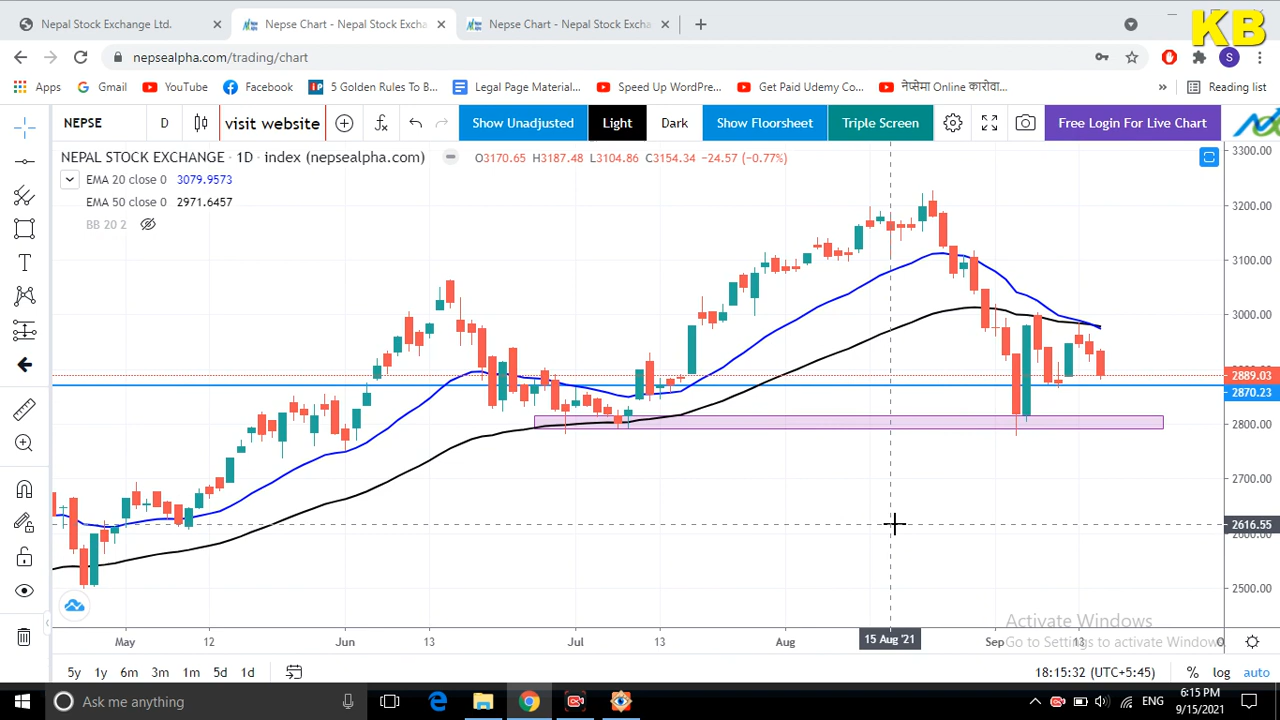 Nepal Stock Exchange Ltd.
Nepse Chart - Nepal Stock Excha
Nepse Chart - Nepal Stock Excha
KB
nepsealpha.com/trading/chart
S
Apps
Gmail
YouTube
Facebook
5 Golden Rules To B...
Legal Page Material...
Speed Up WordPre...
Get Paid Udemy Co...
नेप्सेमा Online कारोवा...
»
Reading list
NEPSE
D
visit website
Show Unadjusted
Light
Dark
Show Floorsheet
Triple Screen
Free Login For Live Chart
NEPAL STOCK EXCHANGE · 1D · index (nepsealpha.com)
O3170.65 H3187.48 L3104.86 C3154.34 −24.57 (−0.77%)
EMA 20 close 0 3079.9573
EMA 50 close 0 2971.6457
BB 20 2
3300.00
3200.00
3100.00
3000.00
2889.03
2870.23
2800.00
2700.00
2616.55
2600.00
2500.00
Activate Windows
Go to Settings to activate Windows.
May
12
Jun
13
Jul
13
Aug
15 Aug '21
Sep
13
5y 1y 6m 3m 1m 5d 1d
18:15:32 (UTC+5:45)
% log auto
Ask me anything
ENG
6:15 PM
9/15/2021